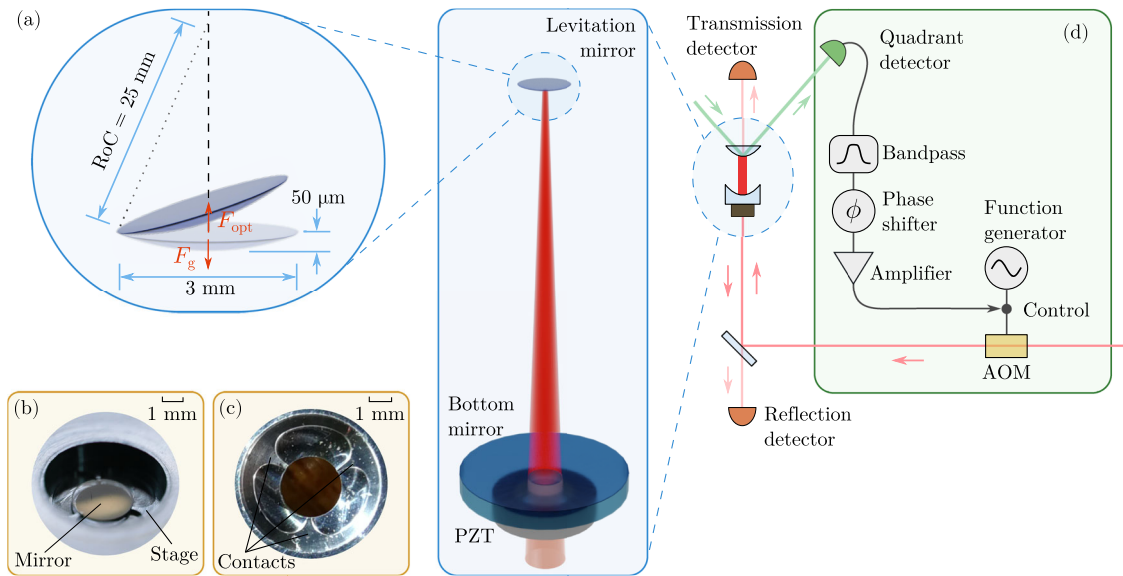 (a)
RoC = 25 mm
50 μm
F_opt
F_g
3 mm
Levitation
mirror
Bottom
mirror
PZT
(b)
1 mm
Mirror
Stage
(c)
1 mm
Contacts
Transmission
detector
Reflection
detector
(d)
Quadrant
detector
Bandpass
ϕ
Phase
shifter
Amplifier
Function
generator
Control
AOM